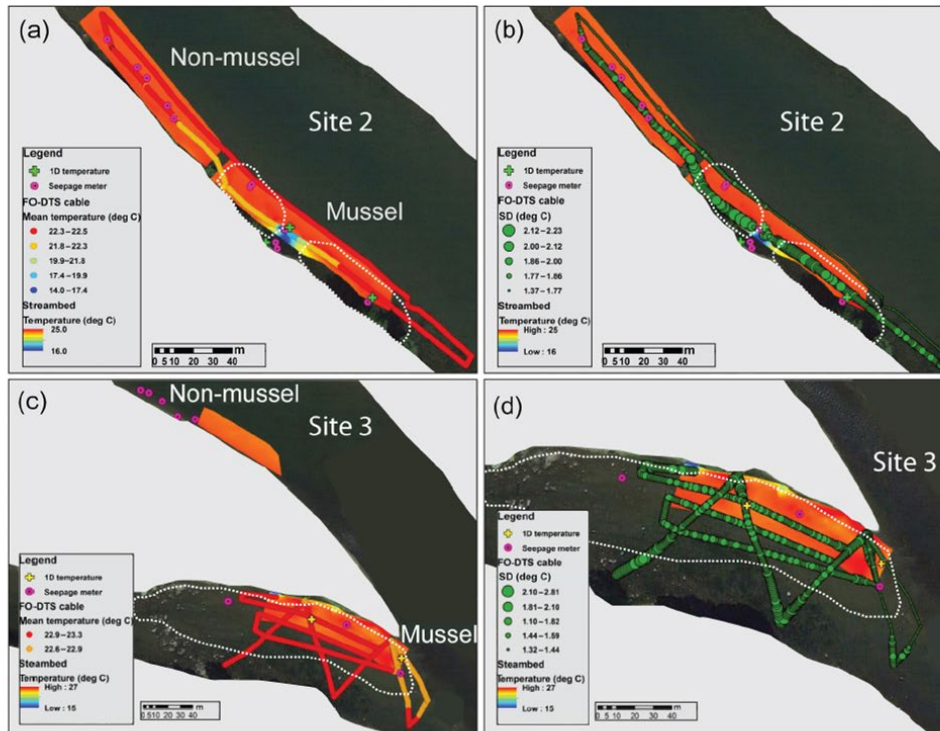 (a)
Non-mussel
Site 2
Mussel
Legend
1D temperature
Seepage meter
FO-DTS cable
Mean temperature (deg C)
22.3–22.5
21.8–22.3
19.9–21.8
17.4–19.9
14.0–17.4
Streambed
Temperature (deg C)
25.0
16.0
0 5 10 20 30 40 m
(b)
Site 2
Legend
1D temperature
Seepage meter
FO-DTS cable
SD (deg C)
2.12–2.23
2.00–2.12
1.86–2.00
1.77–1.86
1.37–1.77
Streambed
Temperature (deg C)
High : 25
Low : 16
0 5 10 20 30 40 m
(c)
Non-mussel
Site 3
Mussel
Legend
1D temperature
Seepage meter
FO-DTS cable
Mean temperature (deg C)
22.9–23.3
22.6–22.9
Steambed
Temperature (deg C)
High : 27
Low : 15
0 5 10 20 30 40 m
(d)
Site 3
Legend
1D temperature
Seepage meter
FO-DTS cable
SD (deg C)
2.10–2.81
1.81–2.10
1.10–1.82
1.44–1.59
1.32–1.44
Steambed
Temperature (deg C)
High : 27
Low : 15
0 5 10 20 30 40 m